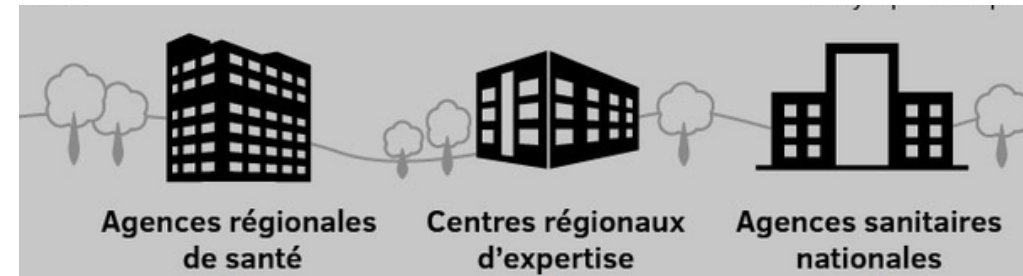 Agences régionales
de santé
Centres régionaux
d'expertise
Agences sanitaires
nationales